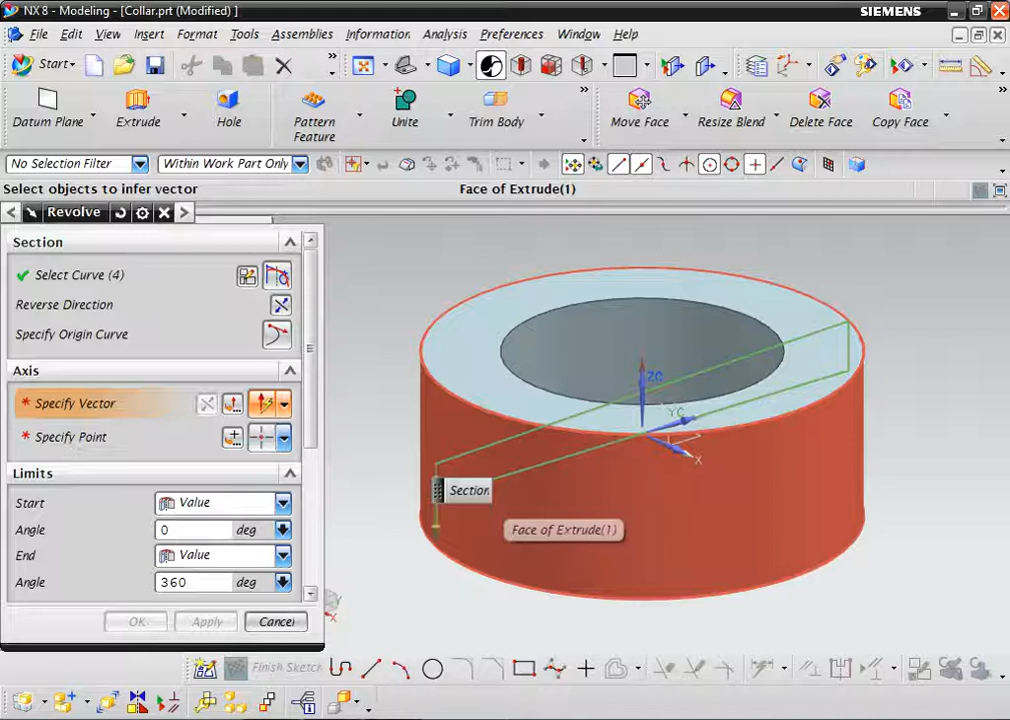 NX 8 - Modeling - [Collar.prt (Modified) ]
SIEMENS
File Edit View Insert Format Tools Assemblies Information Analysis Preferences Window Help
Start
Datum Plane Extrude Hole Pattern Feature Unite Trim Body Move Face Resize Blend Delete Face Copy Face
No Selection Filter Within Work Part Only
Select objects to infer vector Face of Extrude(1)
Revolve
Section
Select Curve (4)
Reverse Direction
Specify Origin Curve
Axis
* Specify Vector
* Specify Point
Limits
Start Value
Angle 0 deg
End Value
Angle 360 deg
OK Apply Cancel
ZC
YC
X
Section
Face of Extrude(1)
Finish Sketch